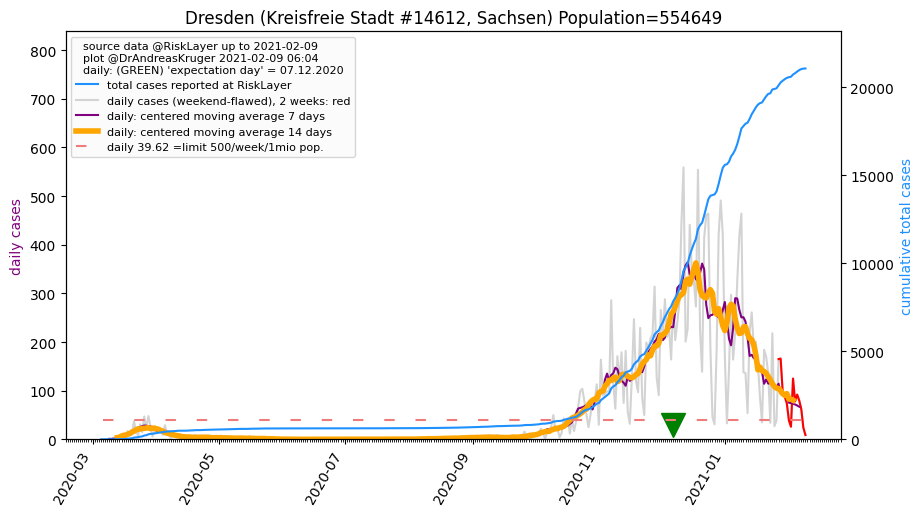 Dresden (Kreisfreie Stadt #14612, Sachsen) Population=554649
source data @RiskLayer up to 2021-02-09
plot @DrAndreasKruger 2021-02-09 06:04
daily: (GREEN) 'expectation day' = 07.12.2020
total cases reported at RiskLayer
daily cases (weekend-flawed), 2 weeks: red
daily: centered moving average 7 days
daily: centered moving average 14 days
daily 39.62 =limit 500/week/1mio pop.
daily cases
800
700
600
500
400
300
200
100
0
cumulative total cases
20000
15000
10000
5000
0
2020-03
2020-05
2020-07
2020-09
2020-11
2021-01